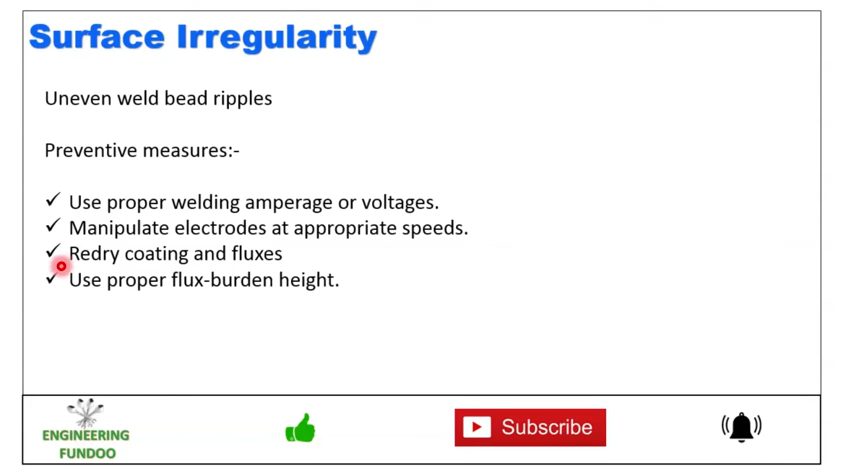 Surface Irregularity
Uneven weld bead ripples
Preventive measures:-
✓ Use proper welding amperage or voltages.
✓ Manipulate electrodes at appropriate speeds.
✓ Redry coating and fluxes
✓ Use proper flux-burden height.
ENGINEERING
FUNDOO
Subscribe